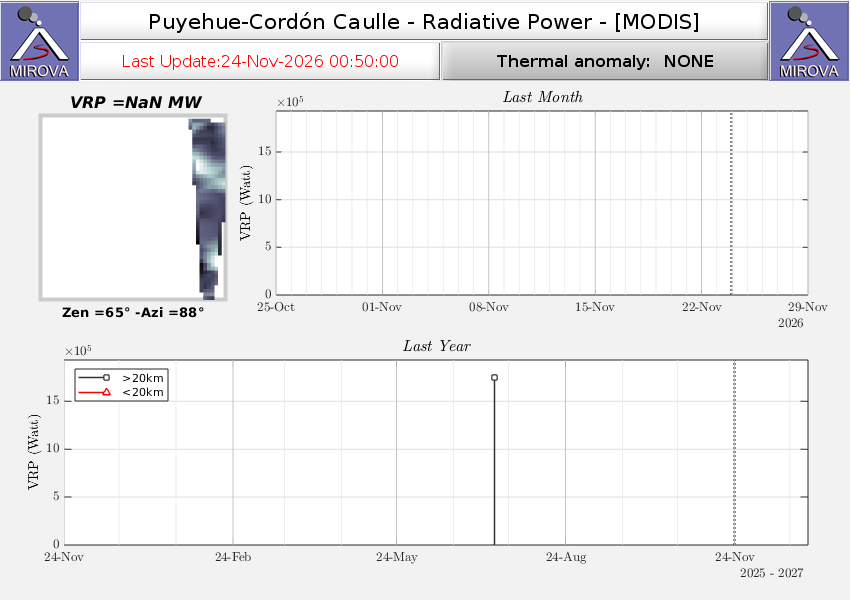 Puyehue-Cordón Caulle - Radiative Power - [MODIS]
MIROVA
Last Update:24-Nov-2026 00:50:00
Thermal anomaly: NONE
MIROVA
VRP =NaN MW
Zen =65° -Azi =88°
Last Month
×10⁵
VRP (Watt)
15
10
5
0
25-Oct
01-Nov
08-Nov
15-Nov
22-Nov
29-Nov
2026
Last Year
×10⁵
VRP (Watt)
15
10
5
0
>20km
<20km
24-Nov
24-Feb
24-May
24-Aug
24-Nov
2025 - 2027